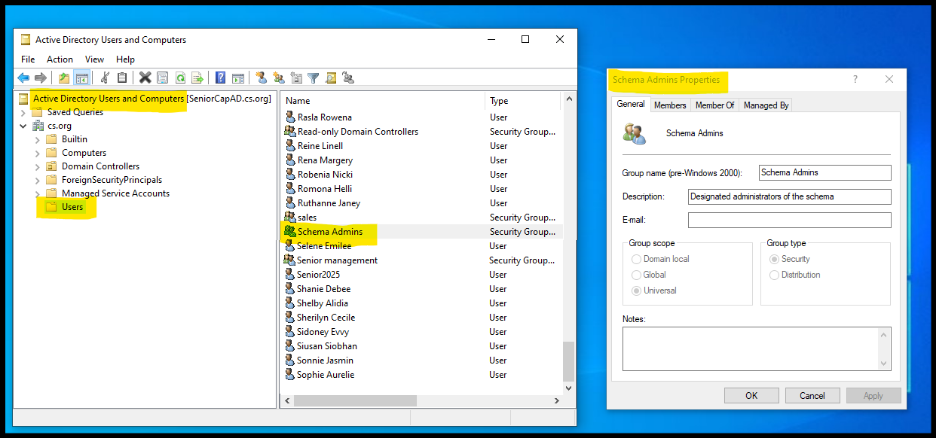 Active Directory Users and Computers
File Action View Help
Active Directory Users and Computers [SeniorCapAD.cs.org]
Saved Queries
cs.org
Builtin
Computers
Domain Controllers
ForeignSecurityPrincipals
Managed Service Accounts
Users
Name Type
Rasla Rowena User
Read-only Domain Controllers Security Group...
Reine Linell User
Rena Margery User
Robenia Nicki User
Romona Helli User
Ruthanne Janey User
sales Security Group...
Schema Admins Security Group...
Selene Emilee User
Senior management Security Group...
Senior2025 User
Shanie Debee User
Shelby Alidia User
Sherilyn Cecile User
Sidoney Evvy User
Siusan Siobhan User
Sonnie Jasmin User
Sophie Aurelie User
Schema Admins Properties
General Members Member Of Managed By
Schema Admins
Group name (pre-Windows 2000): Schema Admins
Description: Designated administrators of the schema
E-mail:
Group scope
Domain local
Global
Universal
Group type
Security
Distribution
Notes:
OK Cancel Apply